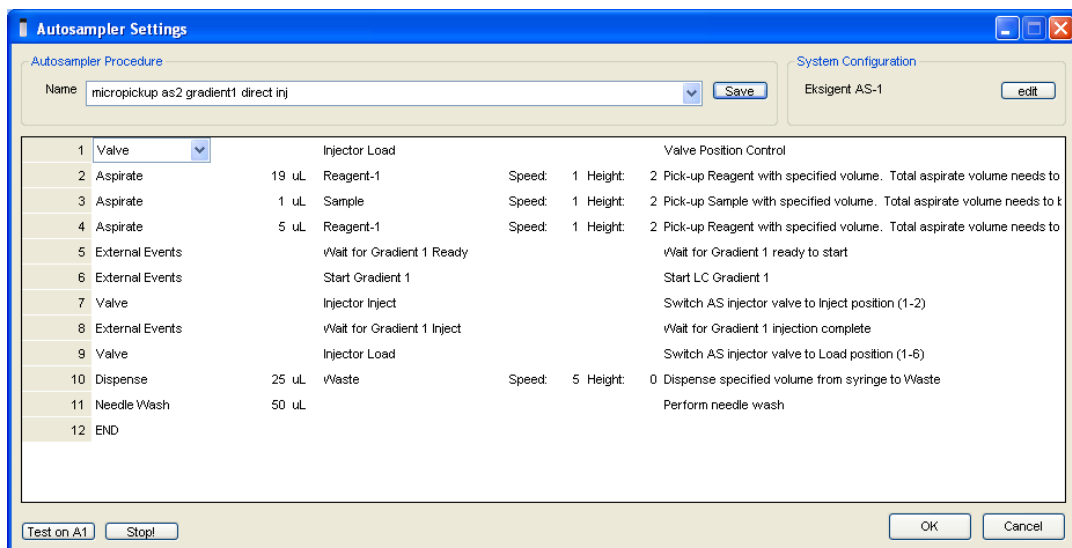 Autosampler Settings
Autosampler Procedure
System Configuration
Name micropickup as2 gradient1 direct inj Save Eksigent AS-1 edit
1 Valve Injector Load Valve Position Control
2 Aspirate 19 uL Reagent-1 Speed: 1 Height: 2 Pick-up Reagent with specified volume. Total aspirate volume needs to
3 Aspirate 1 uL Sample Speed: 1 Height: 2 Pick-up Sample with specified volume. Total aspirate volume needs to
4 Aspirate 5 uL Reagent-1 Speed: 1 Height: 2 Pick-up Reagent with specified volume. Total aspirate volume needs to
5 External Events Wait for Gradient 1 Ready Wait for Gradient 1 ready to start
6 External Events Start Gradient 1 Start LC Gradient 1
7 Valve Injector Inject Switch AS injector valve to Inject position (1-2)
8 External Events Wait for Gradient 1 Inject Wait for Gradient 1 injection complete
9 Valve Injector Load Switch AS injector valve to Load position (1-6)
10 Dispense 25 uL Waste Speed: 5 Height: 0 Dispense specified volume from syringe to Waste
11 Needle Wash 50 uL Perform needle wash
12 END
Test on A1 Stop! OK Cancel